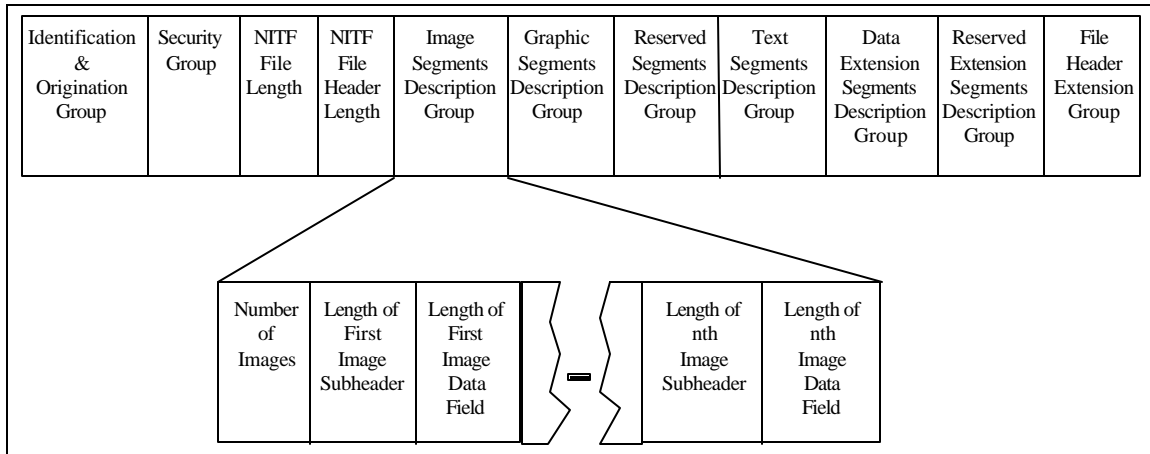 Identification
&
Origination
Group
Security
Group
NITF
File
Length
NITF
File
Header
Length
Image
Segments
Description
Group
Graphic
Segments
Description
Group
Reserved
Segments
Description
Group
Text
Segments
Description
Group
Data
Extension
Segments
Description
Group
Reserved
Extension
Segments
Description
Group
File
Header
Extension
Group
Number
of
Images
Length of
First
Image
Subheader
Length of
First
Image
Data
Field
Length of
nth
Image
Subheader
Length of
nth
Image
Data
Field